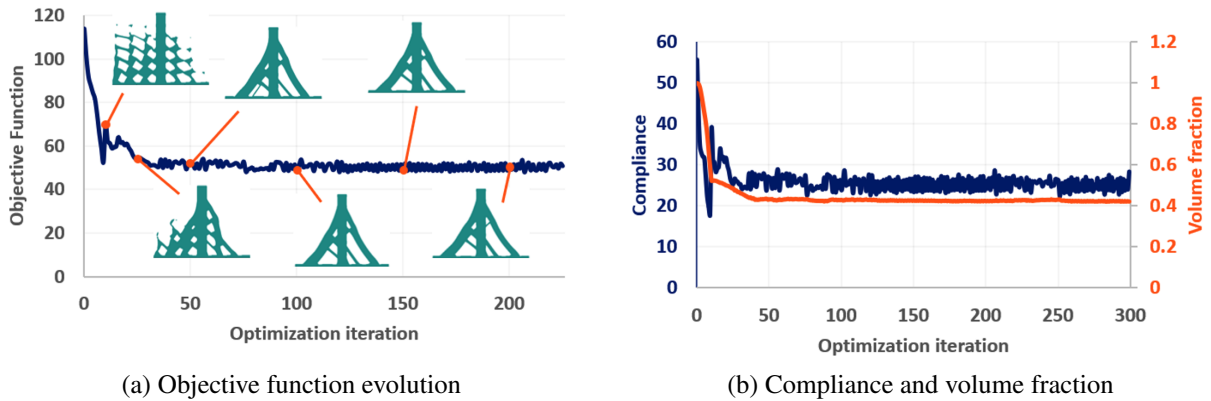 120
100
80
60
40
20
0
Objective Function
0 50 100 150 200
Optimization iteration
(a) Objective function evolution
60
50
40
30
20
10
0
Compliance
1.2
1
0.8
0.6
0.4
0.2
0
Volume fraction
0 50 100 150 200 250 300
Optimization iteration
(b) Compliance and volume fraction